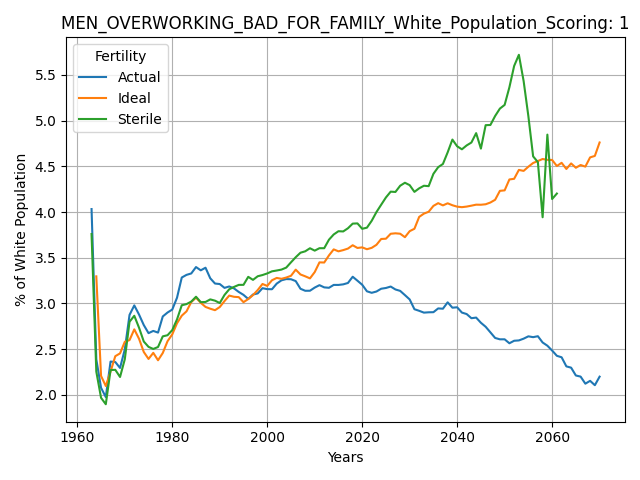 MEN_OVERWORKING_BAD_FOR_FAMILY_White_Population_Scoring: 1
Fertility
Actual
Ideal
Sterile
5.5
5.0
4.5
4.0
3.5
3.0
2.5
2.0
% of White Population
1960 1980 2000 2020 2040 2060
Years